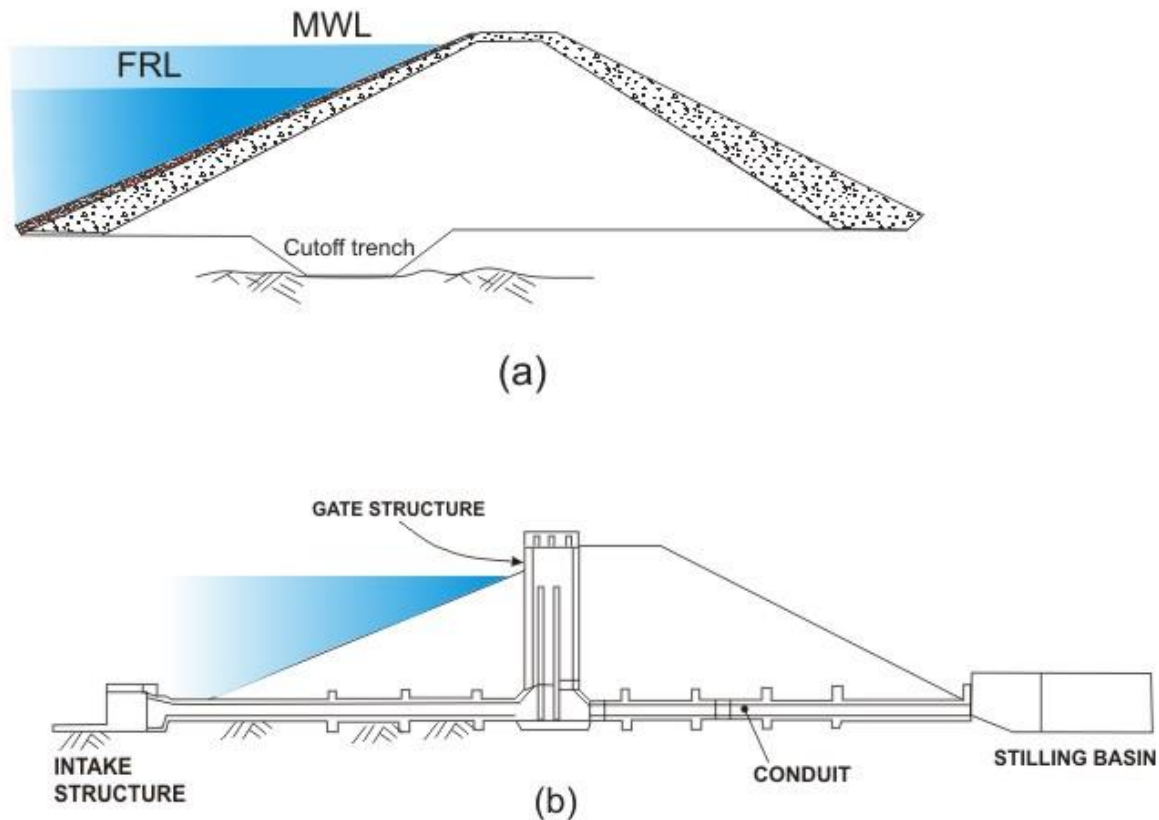 MWL
FRL
Cutoff trench
(a)
GATE STRUCTURE
INTAKE
STRUCTURE
CONDUIT
STILLING BASIN
(b)